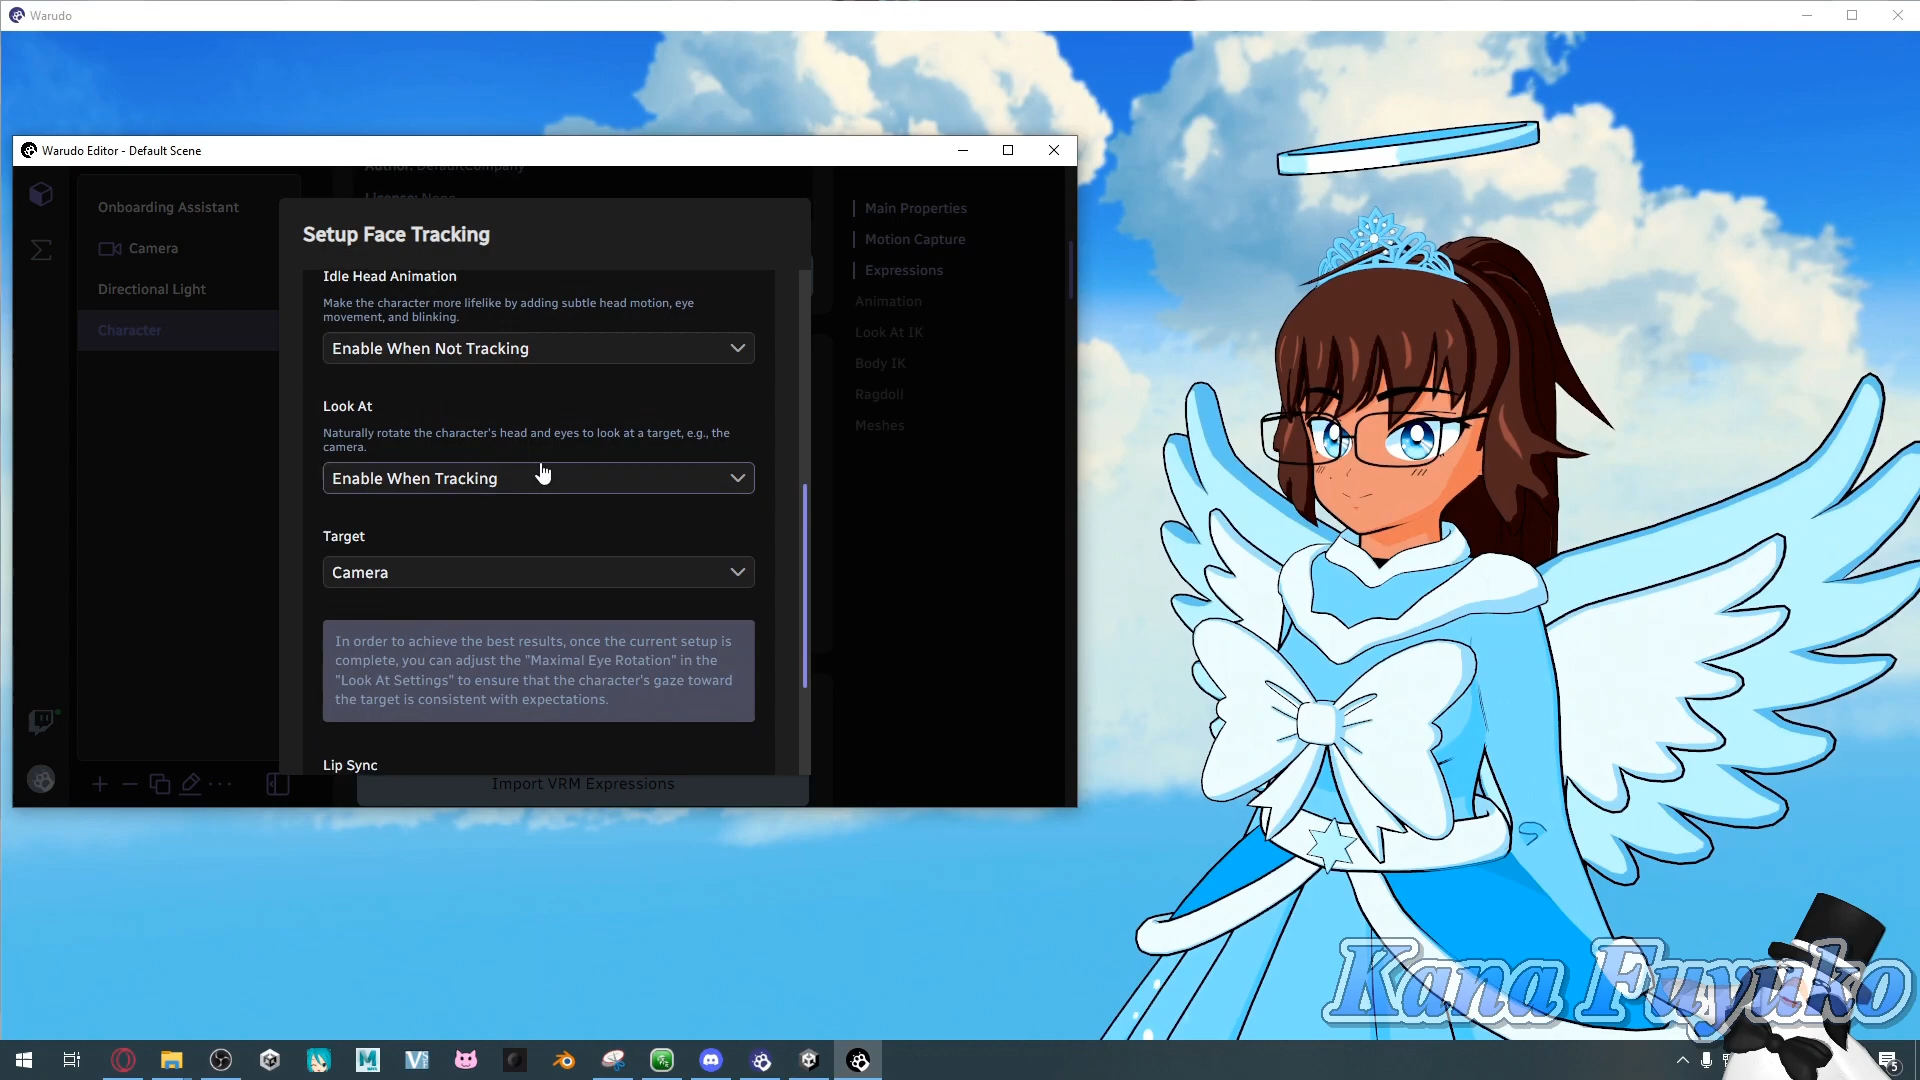 Warudo
Warudo Editor - Default Scene
Author: DefaultCompany
License: None
Onboarding Assistant
Camera
Directional Light
Character
Setup Face Tracking
Idle Head Animation
Make the character more lifelike by adding subtle head motion, eye
movement, and blinking.
Enable When Not Tracking
Look At
Naturally rotate the character's head and eyes to look at a target, e.g., the
camera.
Enable When Tracking
Target
Camera
In order to achieve the best results, once the current setup is
complete, you can adjust the "Maximal Eye Rotation" in the
"Look At Settings" to ensure that the character's gaze toward
the target is consistent with expectations.
Lip Sync
Import VRM Expressions
Main Properties
Motion Capture
Expressions
Animation
Look At IK
Body IK
Ragdoll
Meshes
Kana Fuyuko
5